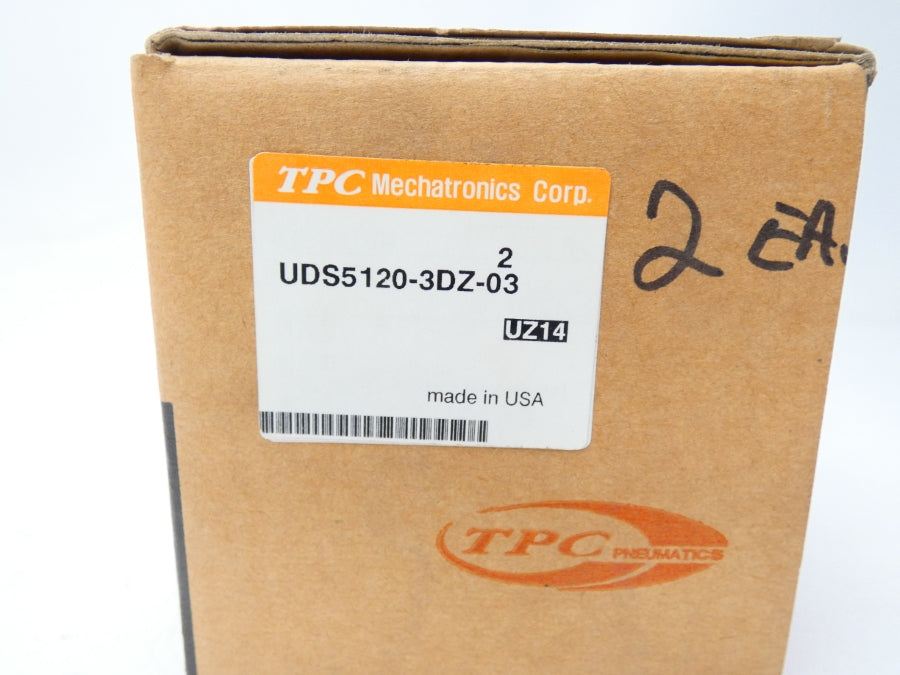 TPC Mechatronics Corp.
2
UDS5120-3DZ-03
UZ14
made in USA
2 EA.
TPC PNEUMATICS